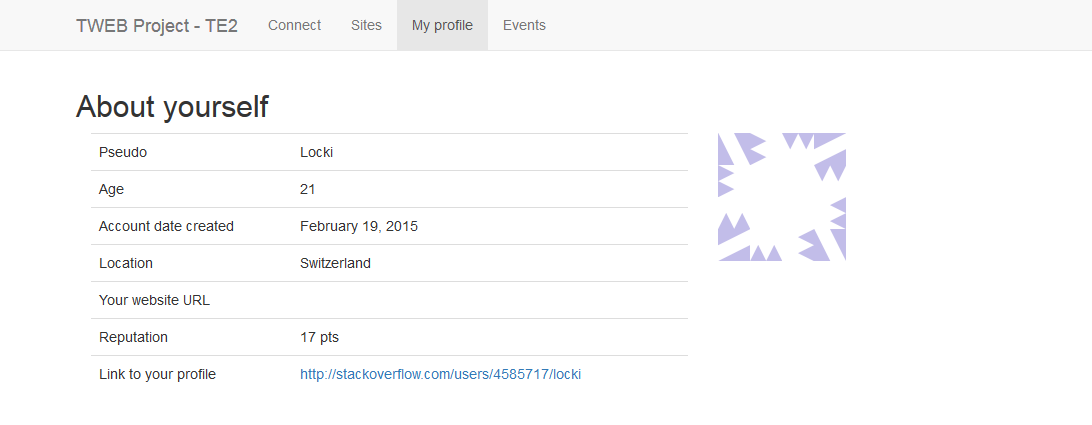 TWEB Project - TE2 Connect Sites My profile Events
About yourself
Pseudo Locki
Age 21
Account date created February 19, 2015
Location Switzerland
Your website URL
Reputation 17 pts
Link to your profile http://stackoverflow.com/users/4585717/locki